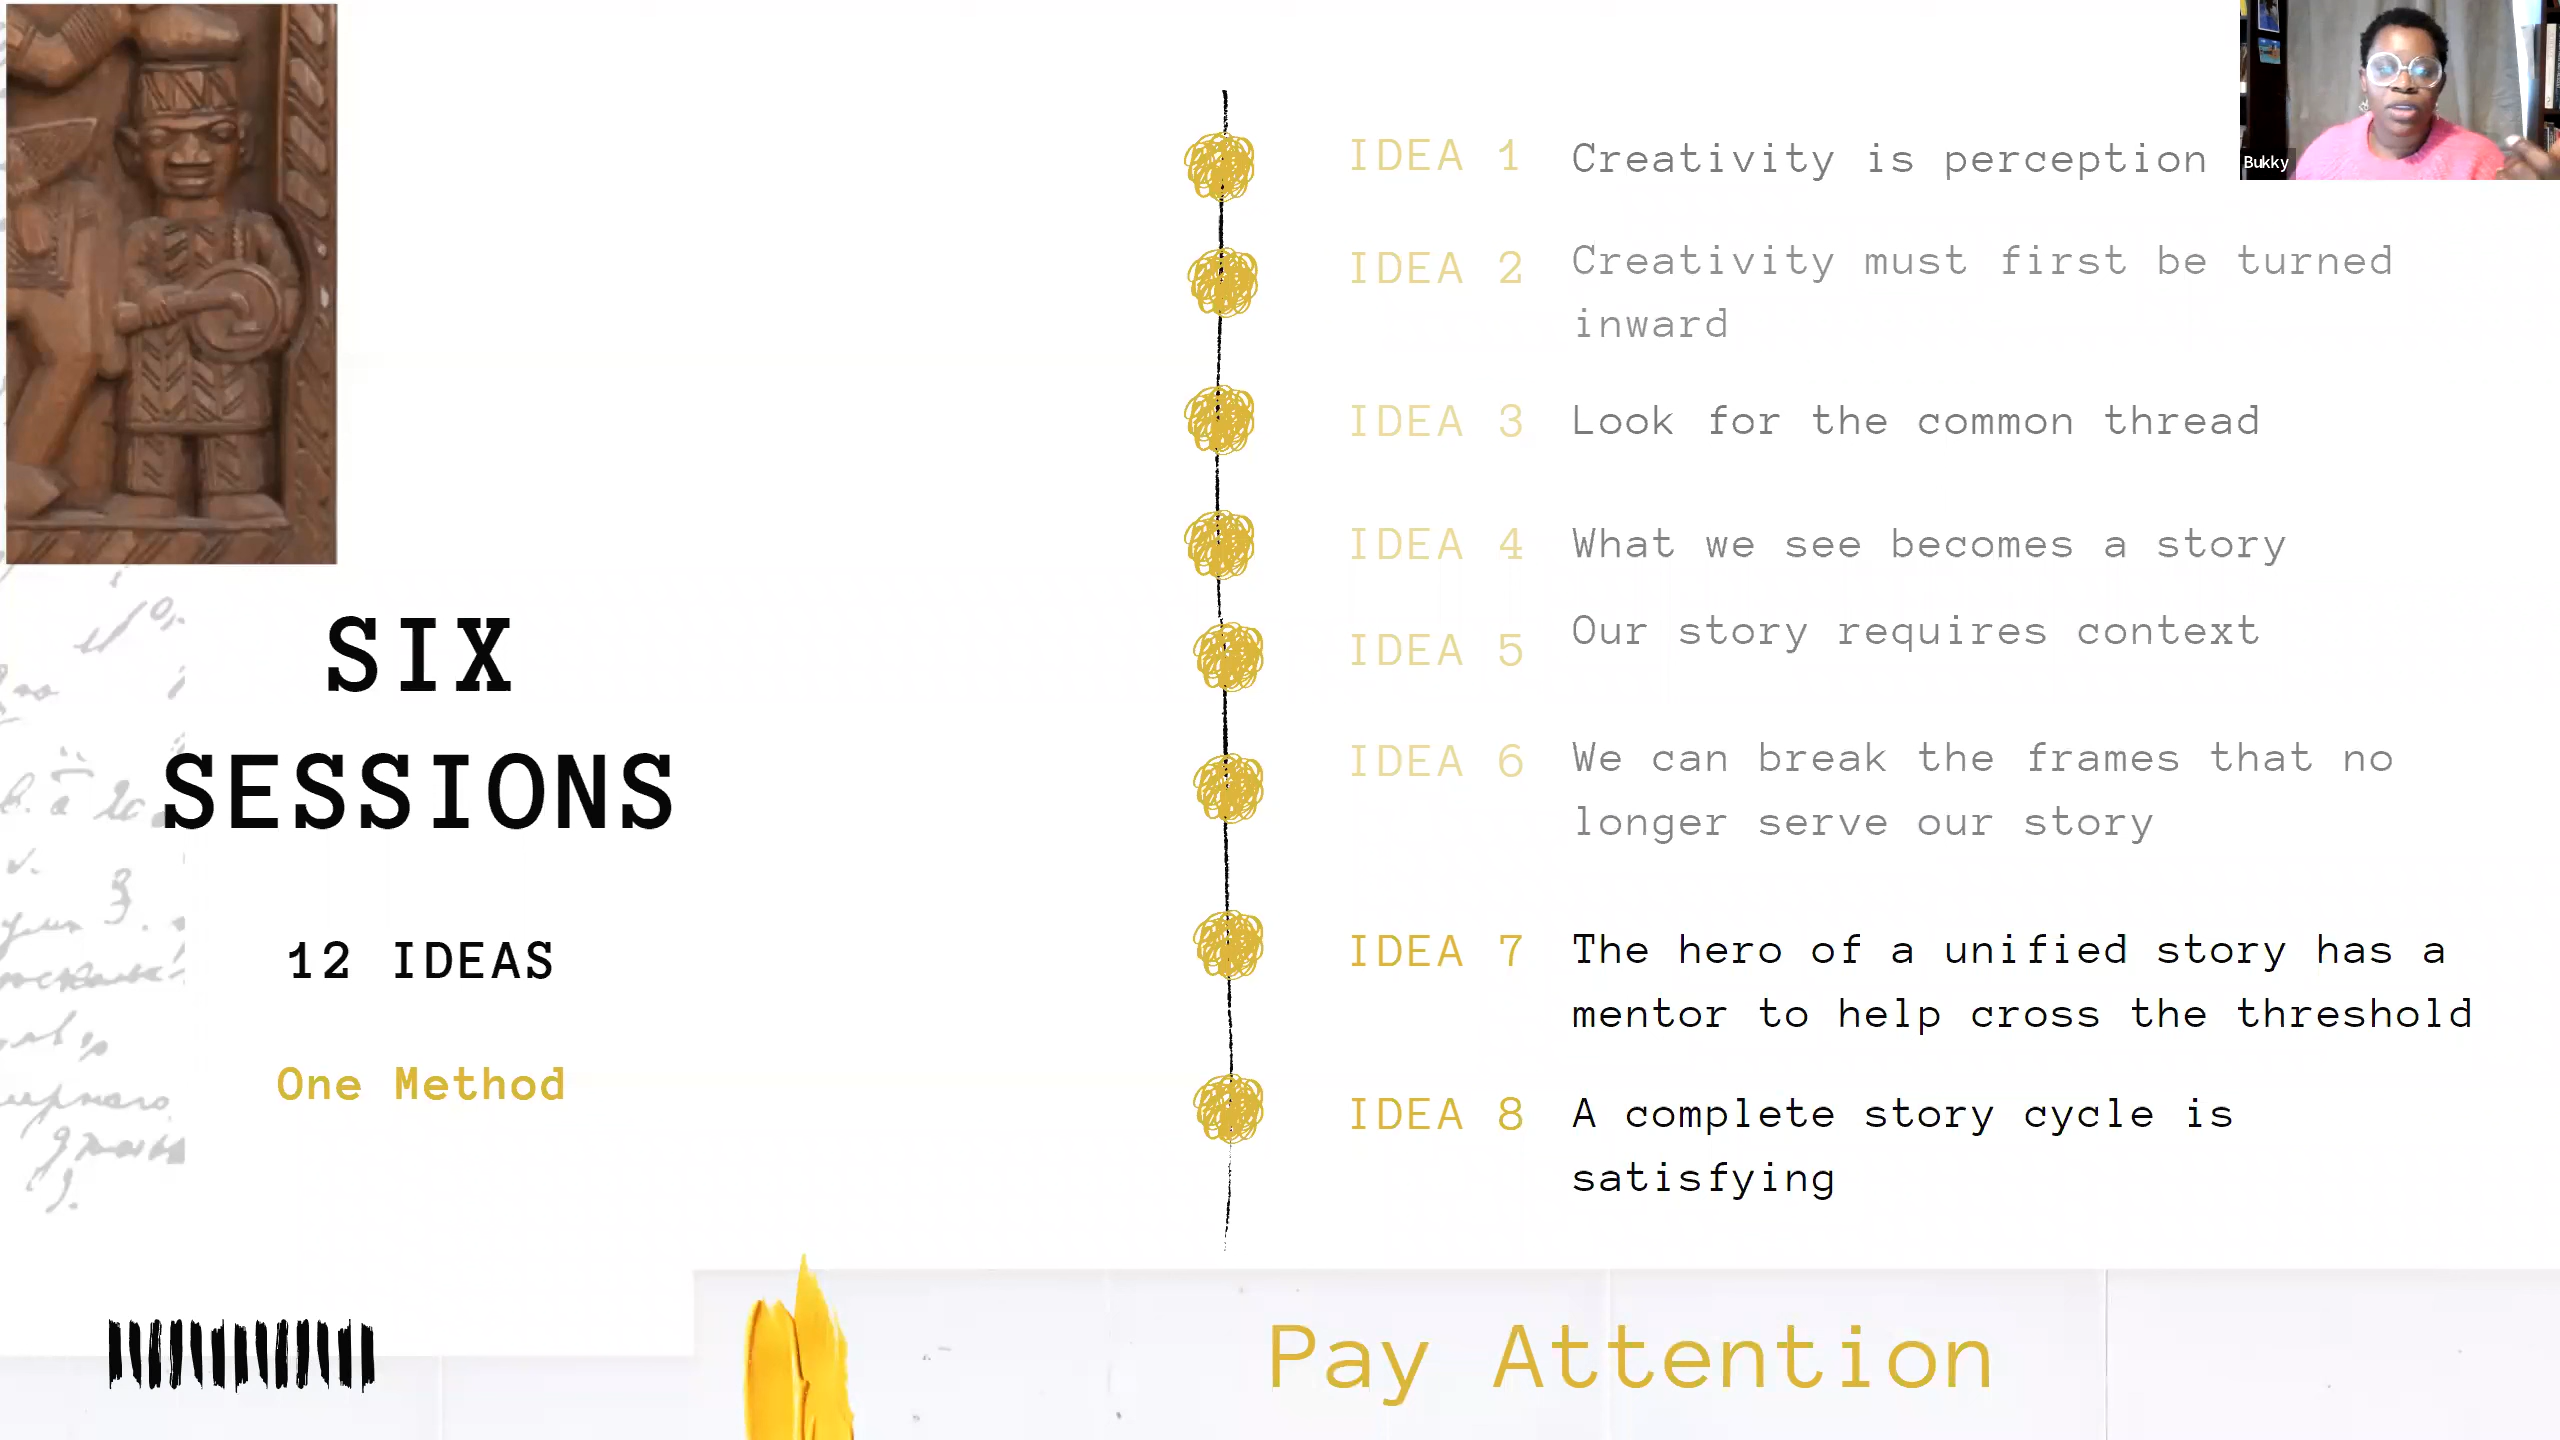 SIX
SESSIONS
12 IDEAS
One Method
IDEA 1 Creativity is perception
IDEA 2 Creativity must first be turned
inward
IDEA 3 Look for the common thread
IDEA 4 What we see becomes a story
IDEA 5 Our story requires context
IDEA 6 We can break the frames that no
longer serve our story
IDEA 7 The hero of a unified story has a
mentor to help cross the threshold
IDEA 8 A complete story cycle is
satisfying
Pay Attention
Bukky